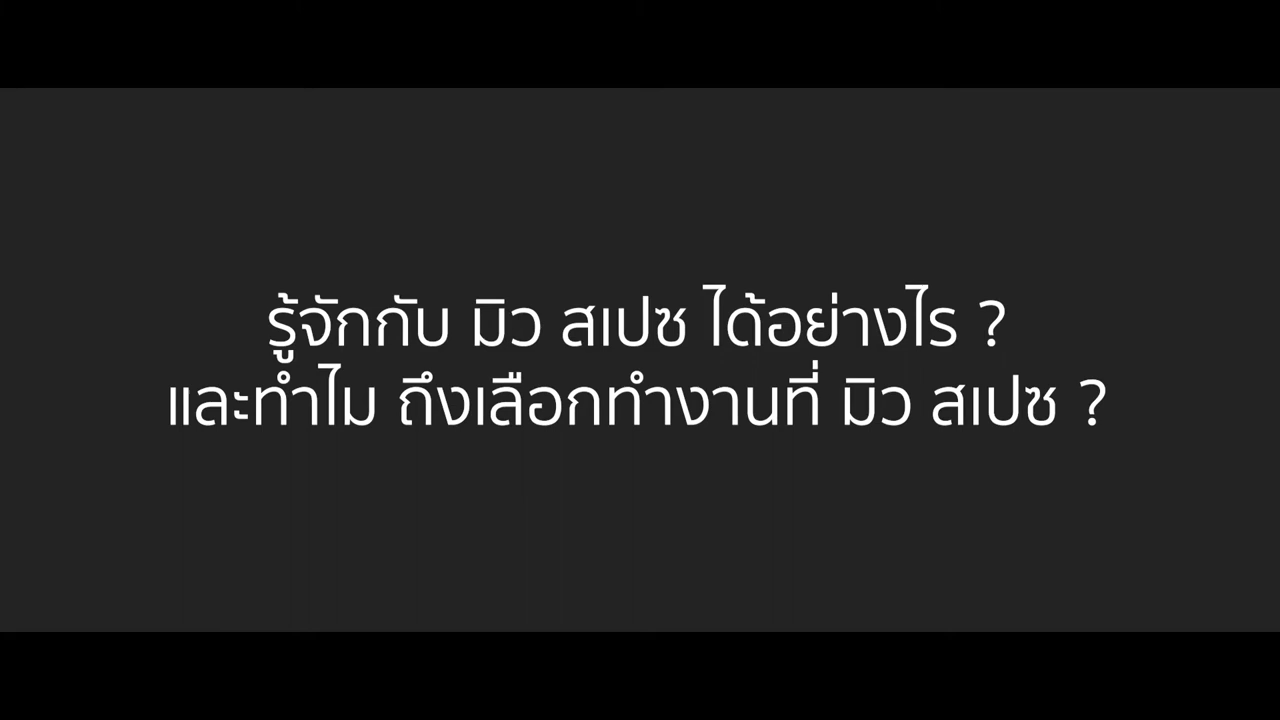 รู้จักกับ มิว สเปซ ได้อย่างไร ?
และทำไม ถึงเลือกทำงานที่ มิว สเปซ ?